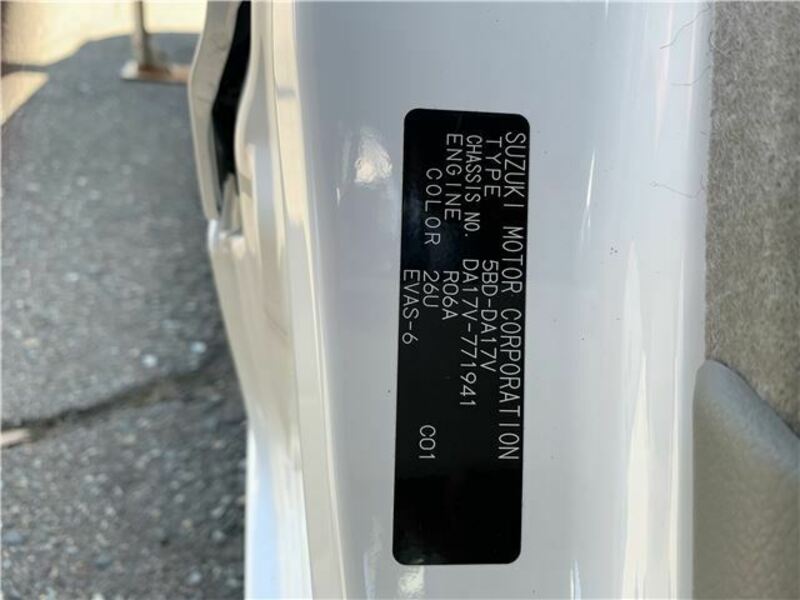 SUZUKI MOTOR CORPORATION
TYPE 5BD-DA17V
CHASSIS NO. DA17V-771941
ENGINE R06A
COLOR 26U C01
EVAS-6